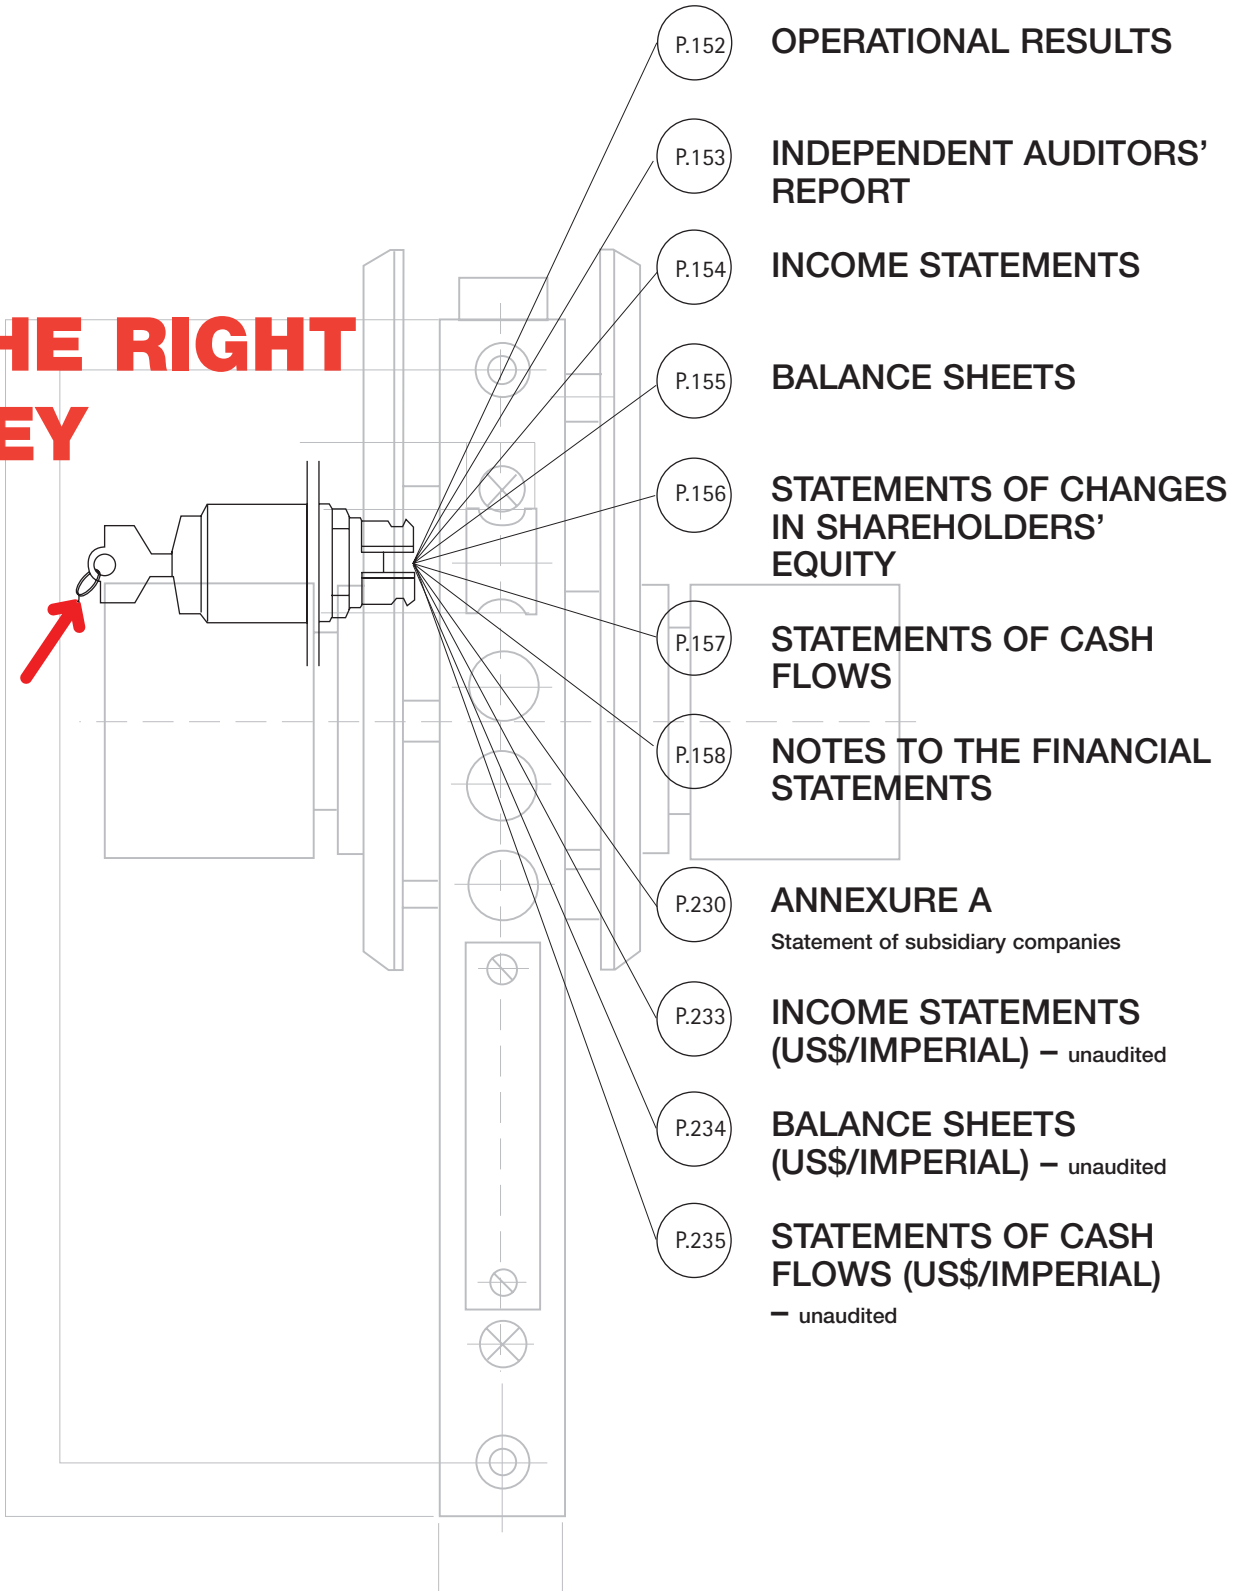 HE RIGHT
EY
P.152 OPERATIONAL RESULTS
P.153 INDEPENDENT AUDITORS’
REPORT
P.154 INCOME STATEMENTS
P.155 BALANCE SHEETS
P.156 STATEMENTS OF CHANGES
IN SHAREHOLDERS’
EQUITY
P.157 STATEMENTS OF CASH
FLOWS
P.158 NOTES TO THE FINANCIAL
STATEMENTS
P.230 ANNEXURE A
Statement of subsidiary companies
P.233 INCOME STATEMENTS
(US$/IMPERIAL) – unaudited
P.234 BALANCE SHEETS
(US$/IMPERIAL) – unaudited
P.235 STATEMENTS OF CASH
FLOWS (US$/IMPERIAL)
– unaudited